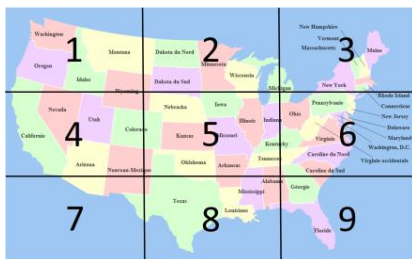 New Hampshire
Vermont
Massachusetts
Maine
Washington
Montana
Dakota du Nord
Minnesota
1
2
3
Oregon
Idaho
Dakota du Sud
Wisconsin
Michigan
New York
Wyoming
Rhode Island
Nebraska
Iowa
Pennsylvanie
Connecticut
Nevada
Ohio
New Jersey
Utah
Illinois
Indiana
Delaware
4
5
6
Californie
Colorado
Kansas
Missouri
Virginie
Maryland
Kentucky
Washington, D.C.
Caroline du Nord
Virginie occidentale
Arizona
Oklahoma
Tennessee
Nouveau-Mexique
Arkansas
Caroline du Sud
Alabama
Mississippi
Géorgie
Texas
7
8
9
Louisiane
Floride